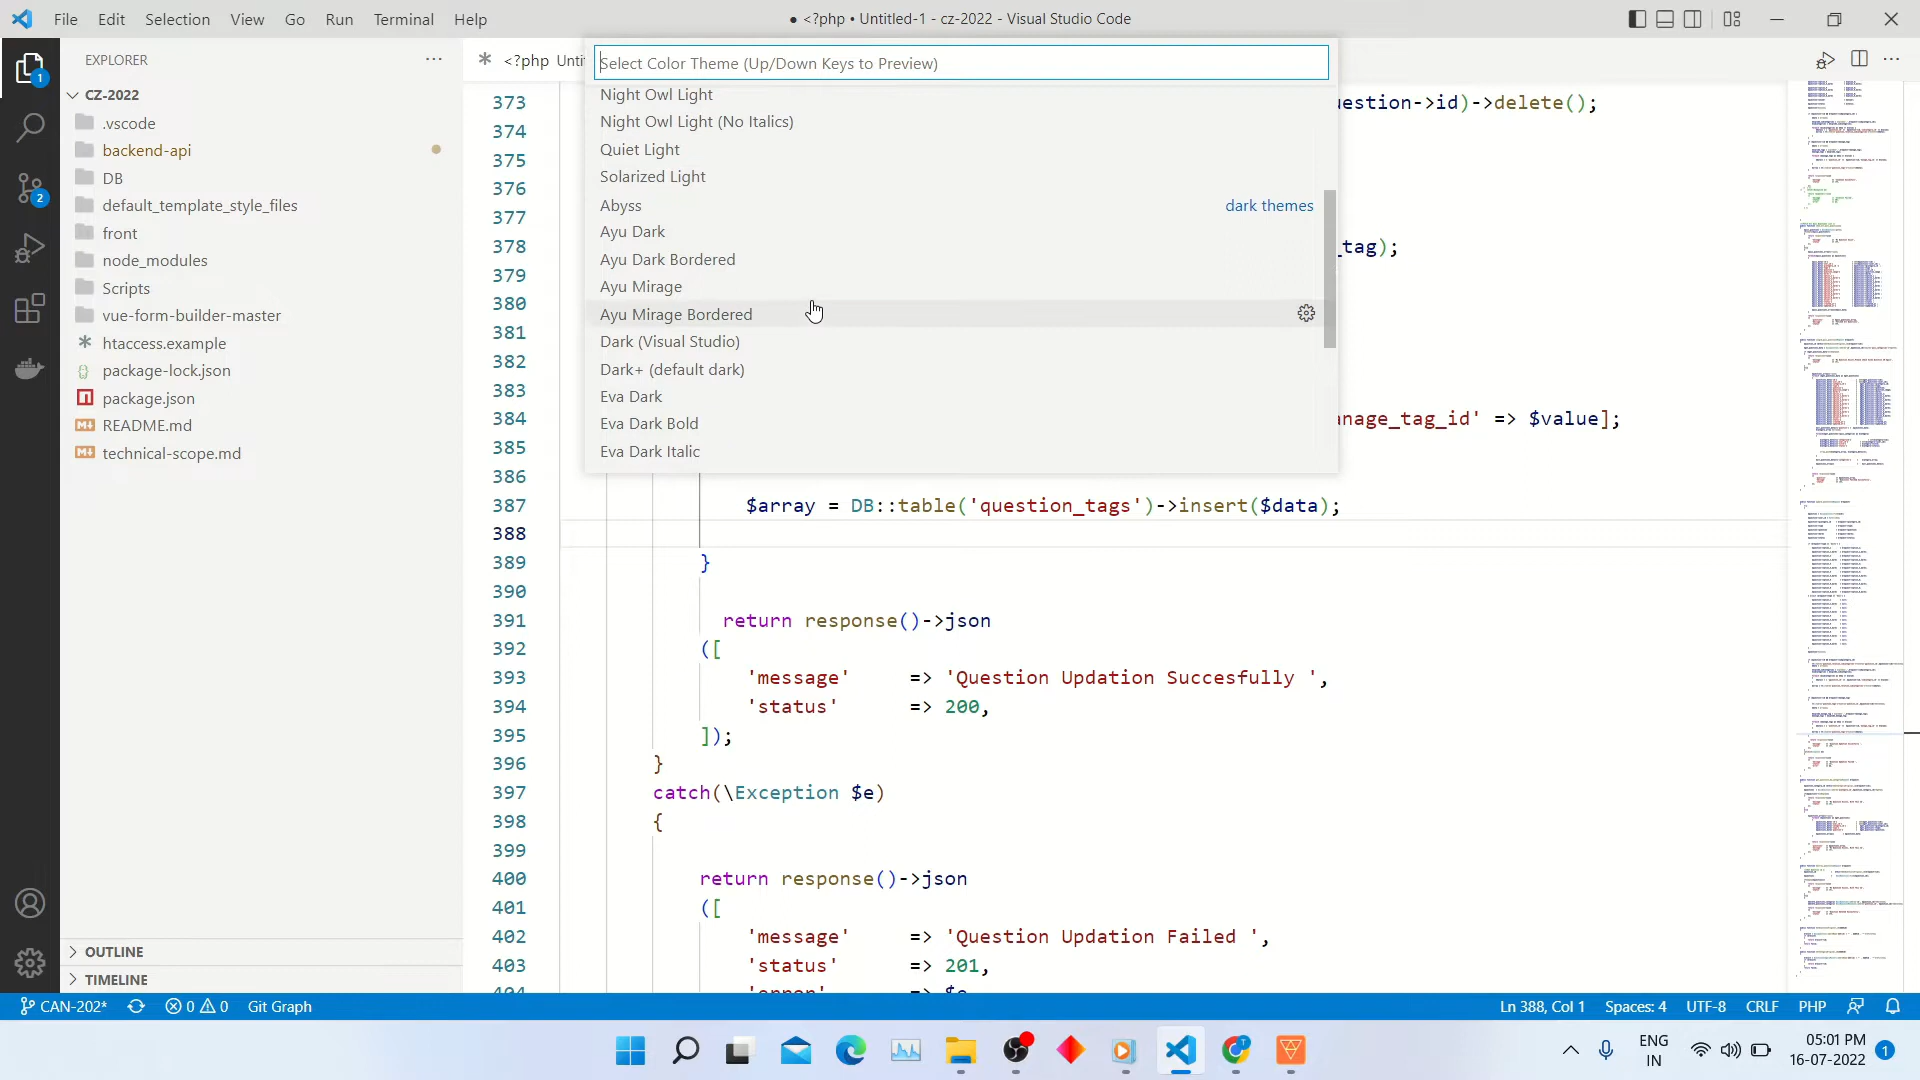 File Edit Selection View Go Run Terminal Help
● <?php • Untitled-1 - cz-2022 - Visual Studio Code
EXPLORER
CZ-2022
.vscode
backend-api
DB
default_template_style_files
front
node_modules
Scripts
vue-form-builder-master
htaccess.example
package-lock.json
package.json
README.md
technical-scope.md
OUTLINE
TIMELINE
1
2
<?php Unti
Select Color Theme (Up/Down Keys to Preview)
Night Owl Light
Night Owl Light (No Italics)
Quiet Light
Solarized Light
Abyss dark themes
Ayu Dark
Ayu Dark Bordered
Ayu Mirage
Ayu Mirage Bordered
Dark (Visual Studio)
Dark+ (default dark)
Eva Dark
Eva Dark Bold
Eva Dark Italic
373 estion->id)->delete();
374
375
376
377
378 _tag);
379
380
381
382
383
384 nage_tag_id' => $value];
385
386
387 $array = DB::table('question_tags')->insert($data);
388
389 }
390
391 return response()->json
392 ([
393 'message' => 'Question Updation Succesfully ',
394 'status' => 200,
395 ]);
396 }
397 catch(\Exception $e)
398 {
399
400 return response()->json
401 ([
402 'message' => 'Question Updation Failed ',
403 'status' => 201,
CAN-202* 0 0 Git Graph
Ln 388, Col 1 Spaces: 4 UTF-8 CRLF PHP
ENG
IN
05:01 PM
16-07-2022
1